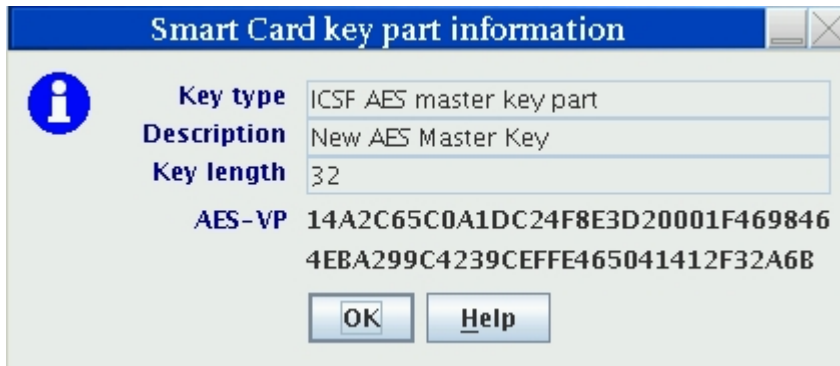 Smart Card key part information
Key type ICSF AES master key part
Description New AES Master Key
Key length 32
AES-VP 14A2C65C0A1DC24F8E3D20001F469846
4EBA299C4239CEFFE465041412F32A6B
OK Help